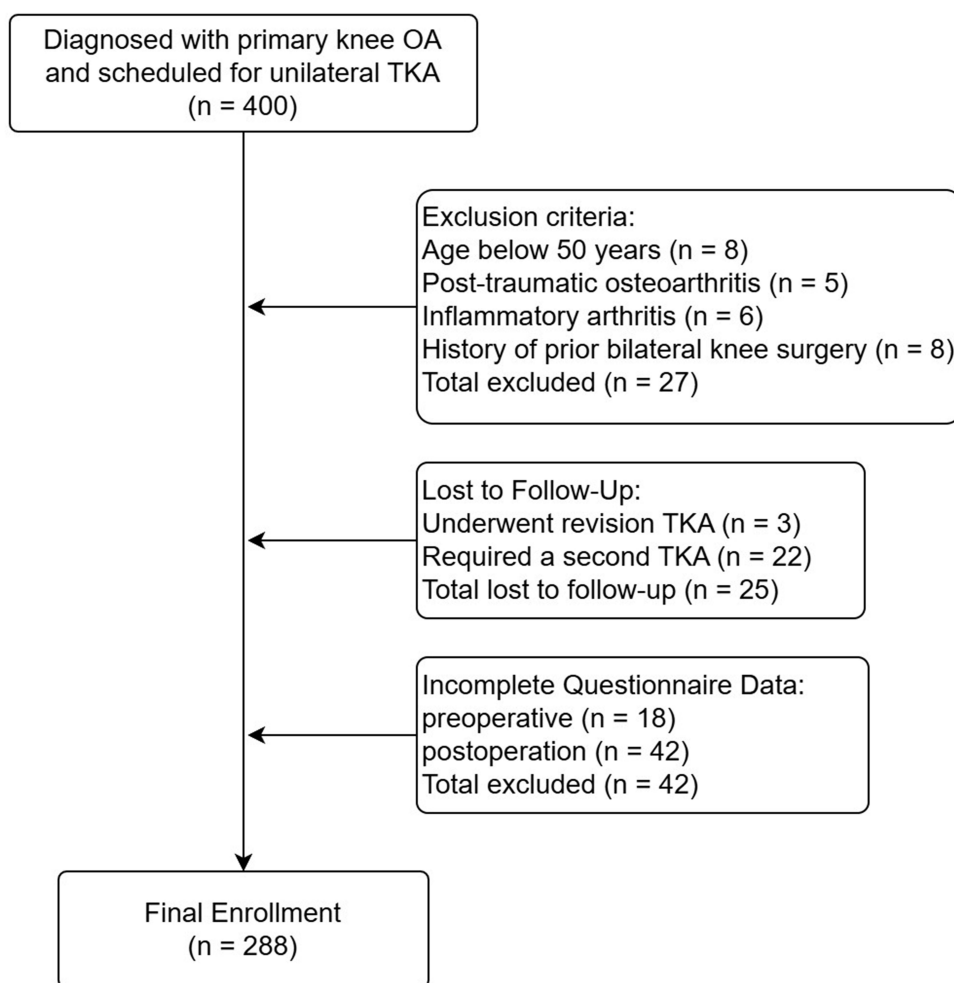 Diagnosed with primary knee OA
and scheduled for unilateral TKA
(n = 400)
Exclusion criteria:
Age below 50 years (n = 8)
Post-traumatic osteoarthritis (n = 5)
Inflammatory arthritis (n = 6)
History of prior bilateral knee surgery (n = 8)
Total excluded (n = 27)
Lost to Follow-Up:
Underwent revision TKA (n = 3)
Required a second TKA (n = 22)
Total lost to follow-up (n = 25)
Incomplete Questionnaire Data:
preoperative (n = 18)
postoperation (n = 42)
Total excluded (n = 42)
Final Enrollment
(n = 288)